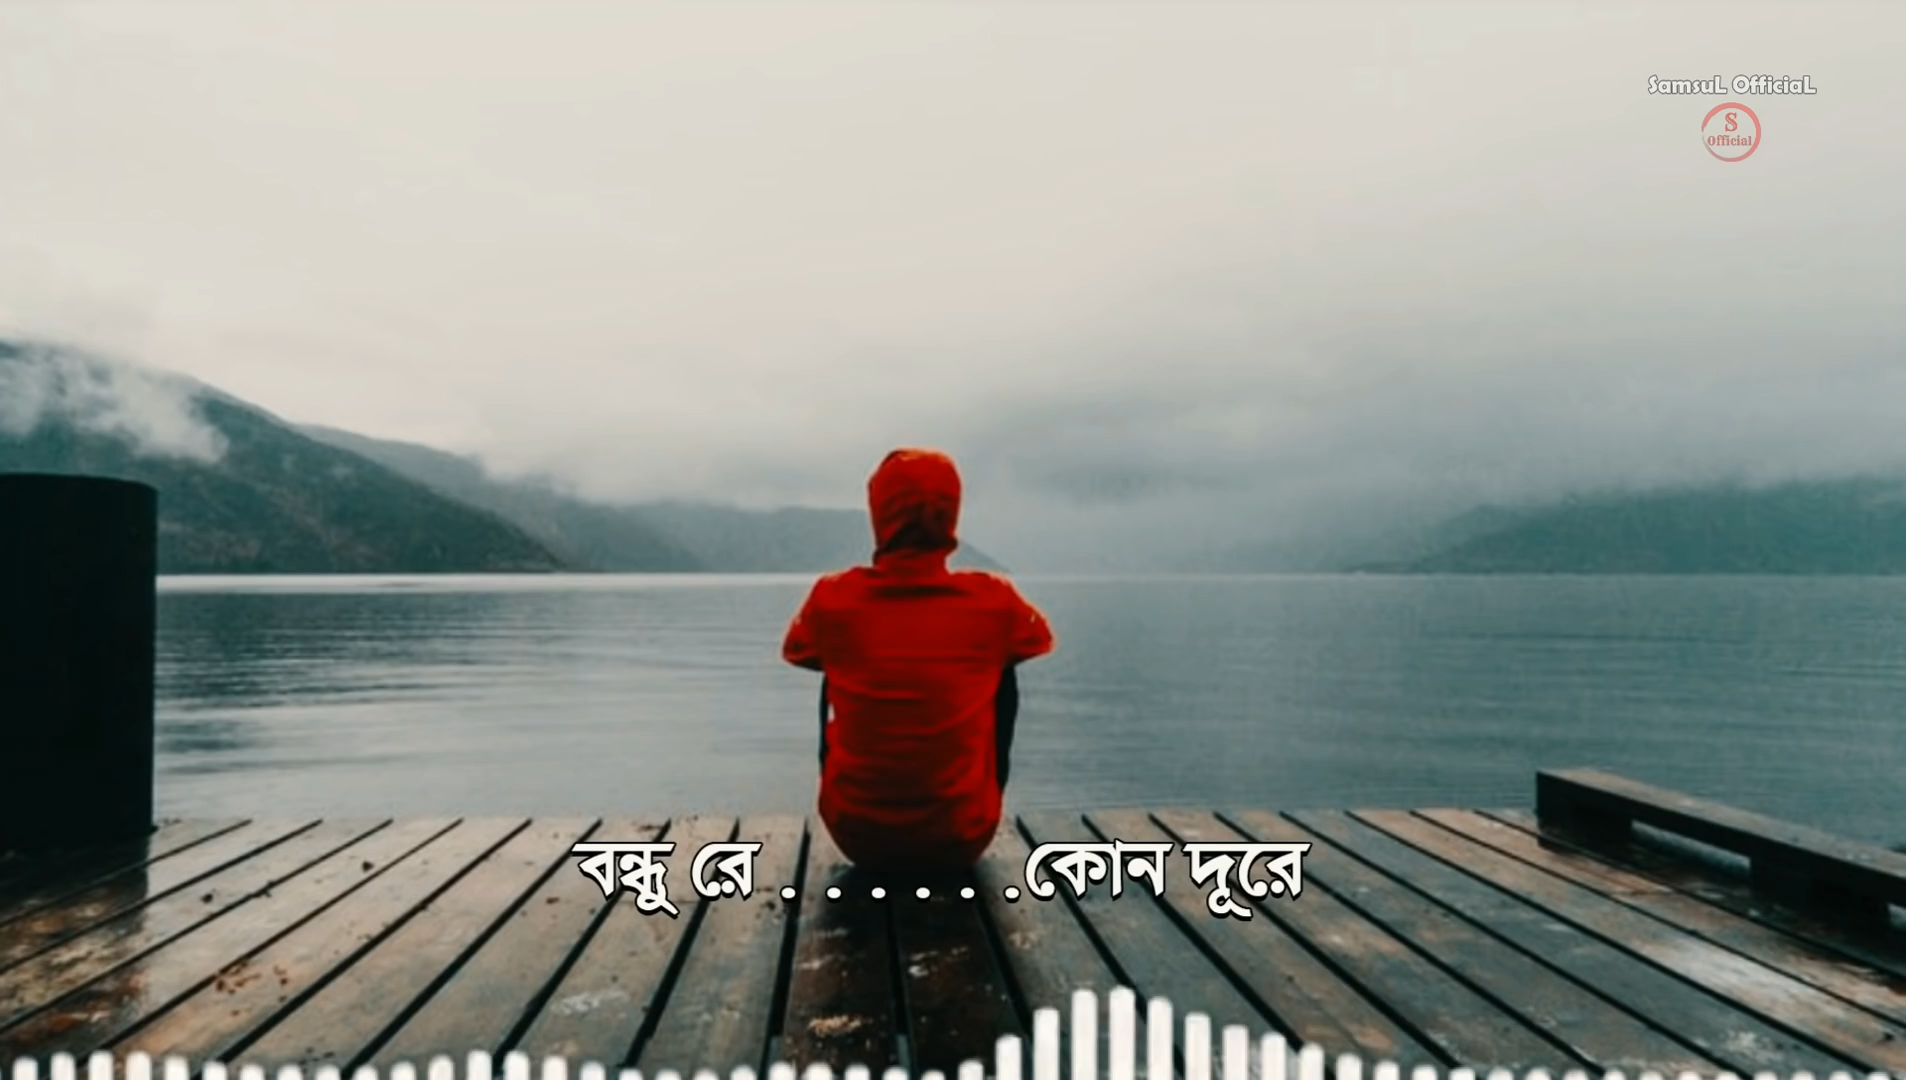 SamsuL OfficiaL
S
Official
বন্ধু রে . . . . . .কোন দূরে